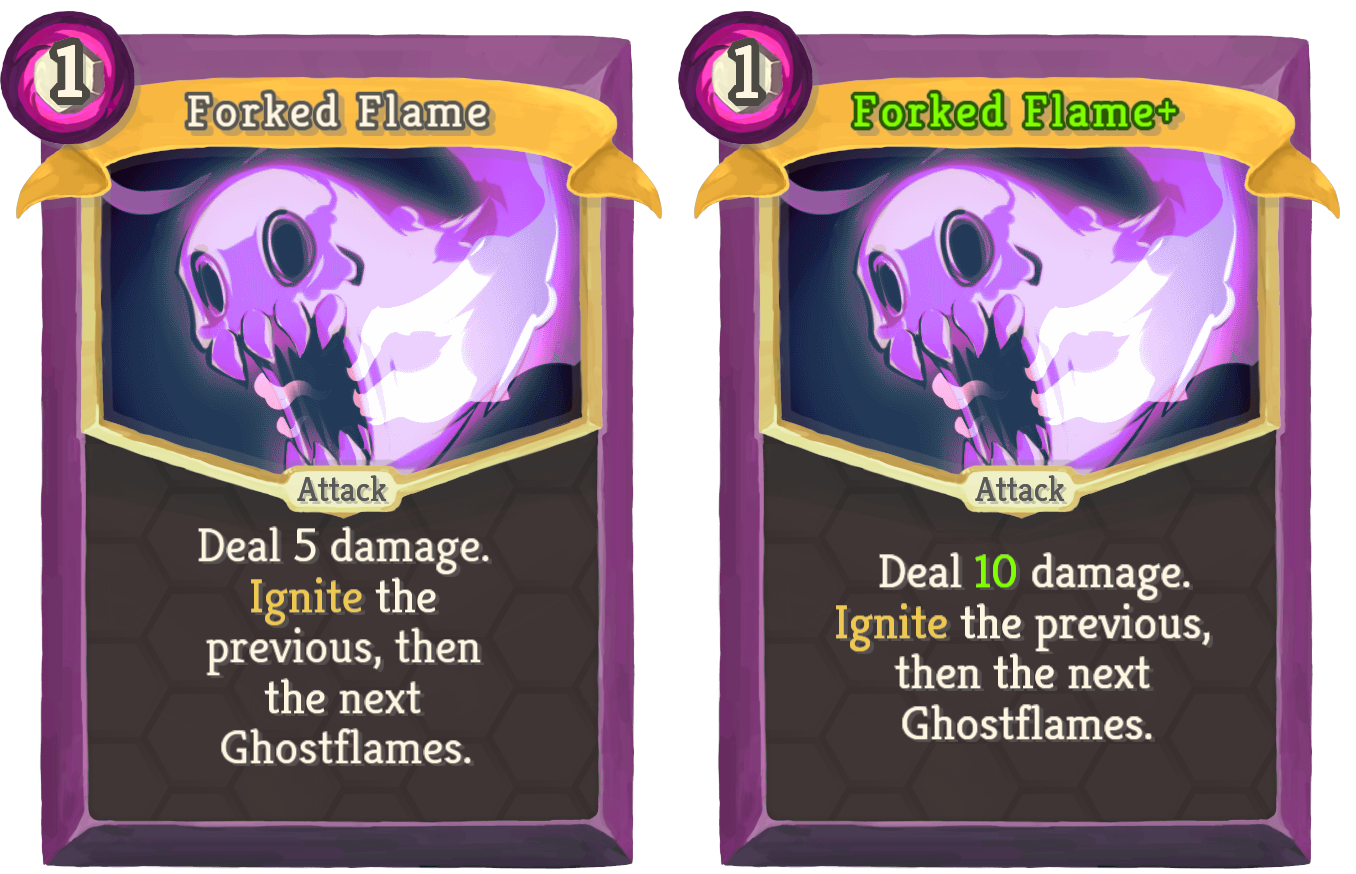 1
Forked Flame
Attack
Deal 5 damage.
Ignite the
previous, then
the next
Ghostflames.
1
Forked Flame+
Attack
Deal 10 damage.
Ignite the previous,
then the next
Ghostflames.